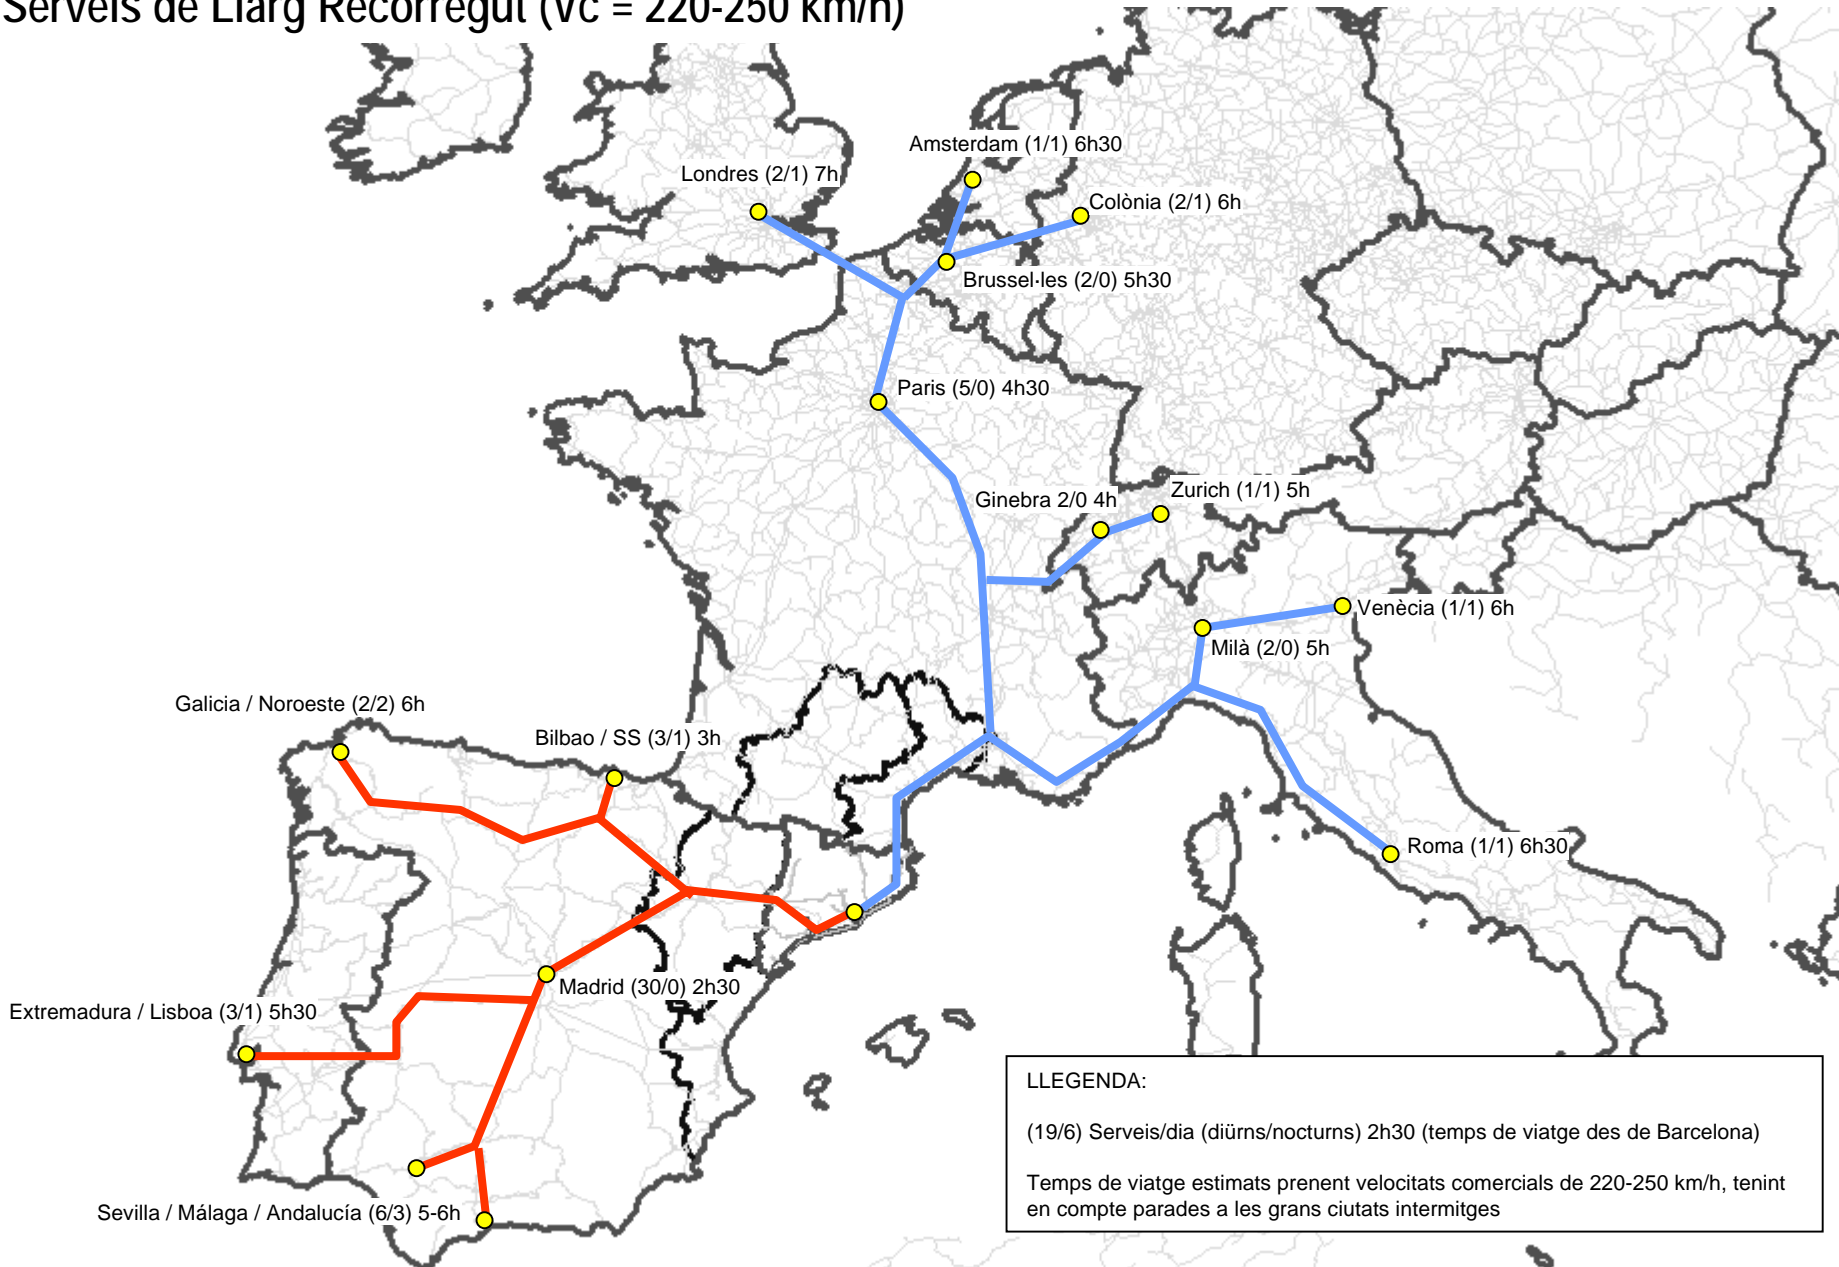 Serveis de Llarg Recorregut (Vc = 220-250 km/h)
Amsterdam (1/1) 6h30
Londres (2/1) 7h
Colònia (2/1) 6h
Brussel·les (2/0) 5h30
Paris (5/0) 4h30
Ginebra 2/0 4h
Zurich (1/1) 5h
Venècia (1/1) 6h
Milà (2/0) 5h
Galicia / Noroeste (2/2) 6h
Bilbao / SS (3/1) 3h
Roma (1/1) 6h30
Madrid (30/0) 2h30
Extremadura / Lisboa (3/1) 5h30
Sevilla / Málaga / Andalucía (6/3) 5-6h
LLEGENDA:
(19/6) Serveis/dia (diürns/nocturns) 2h30 (temps de viatge des de Barcelona)
Temps de viatge estimats prenent velocitats comercials de 220-250 km/h, tenint
en compte parades a les grans ciutats intermitges